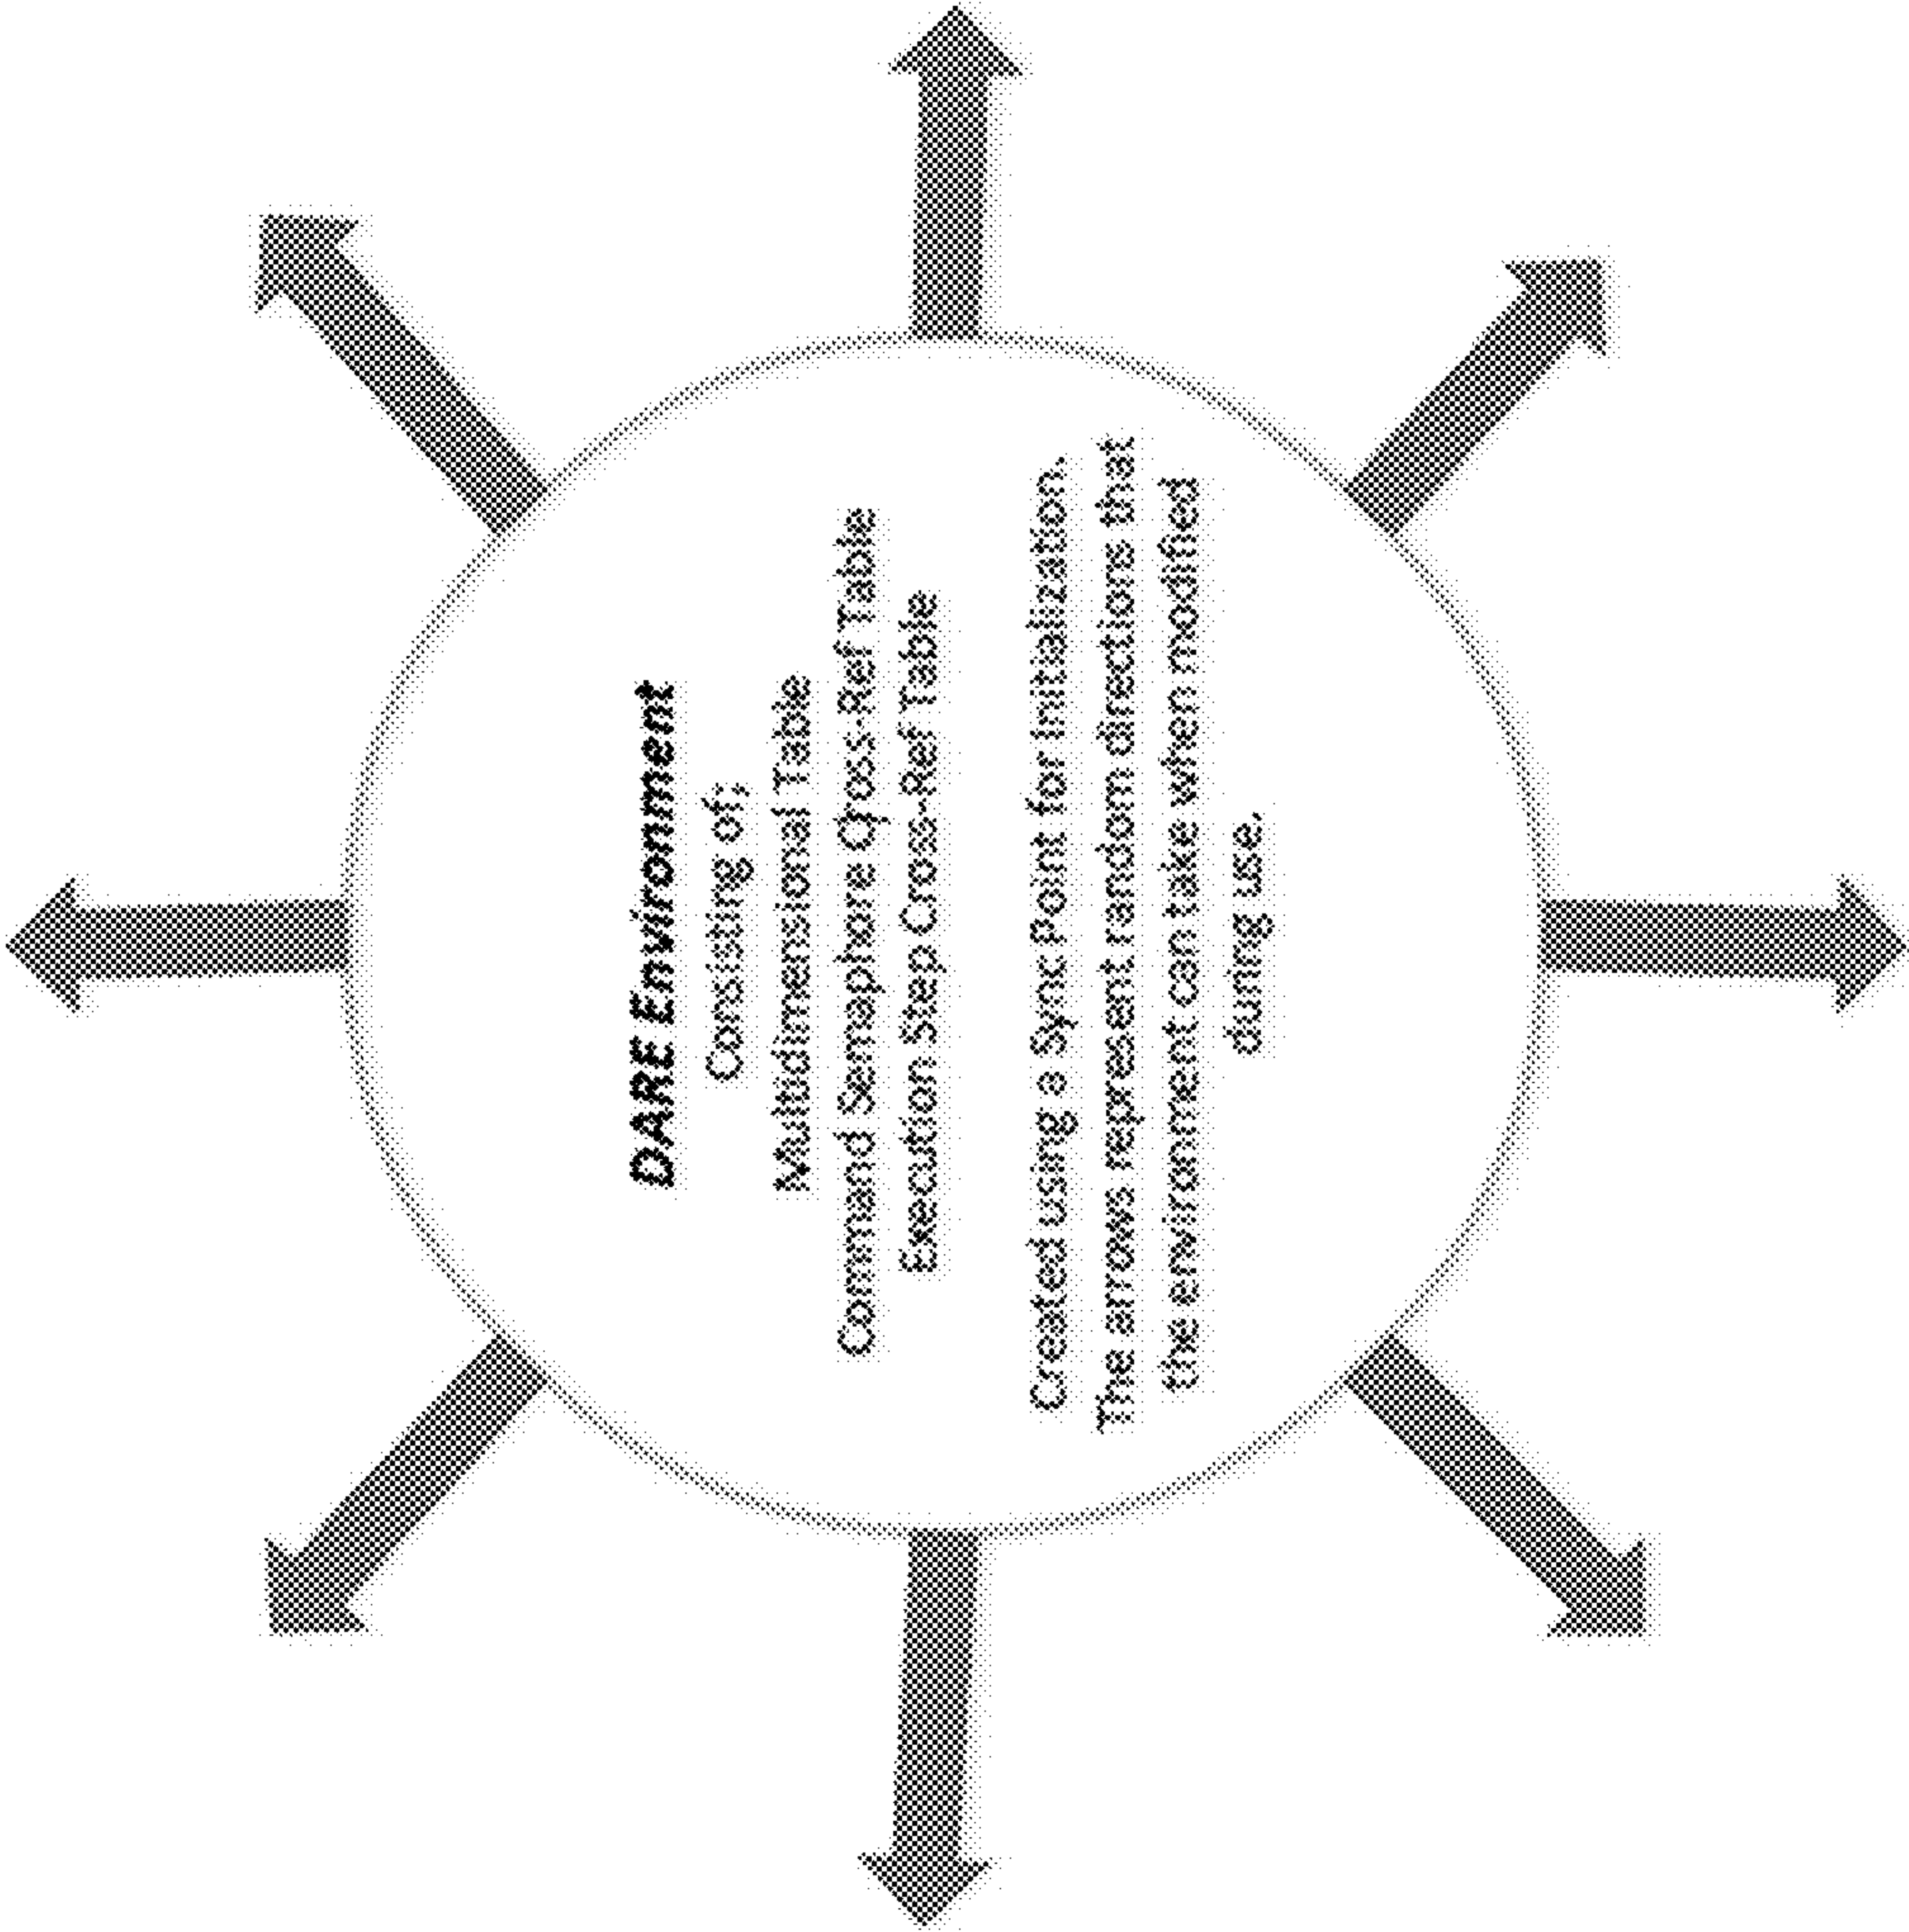 DARE Environment
Consisting of;
Multidimensional Table
Command Semaphore Cross-Ref Table
Execution Step Cross-Ref Table
Created using a Sync Point for Initialization.
The arrows represent random directions that
the environment can take when modified
during use.